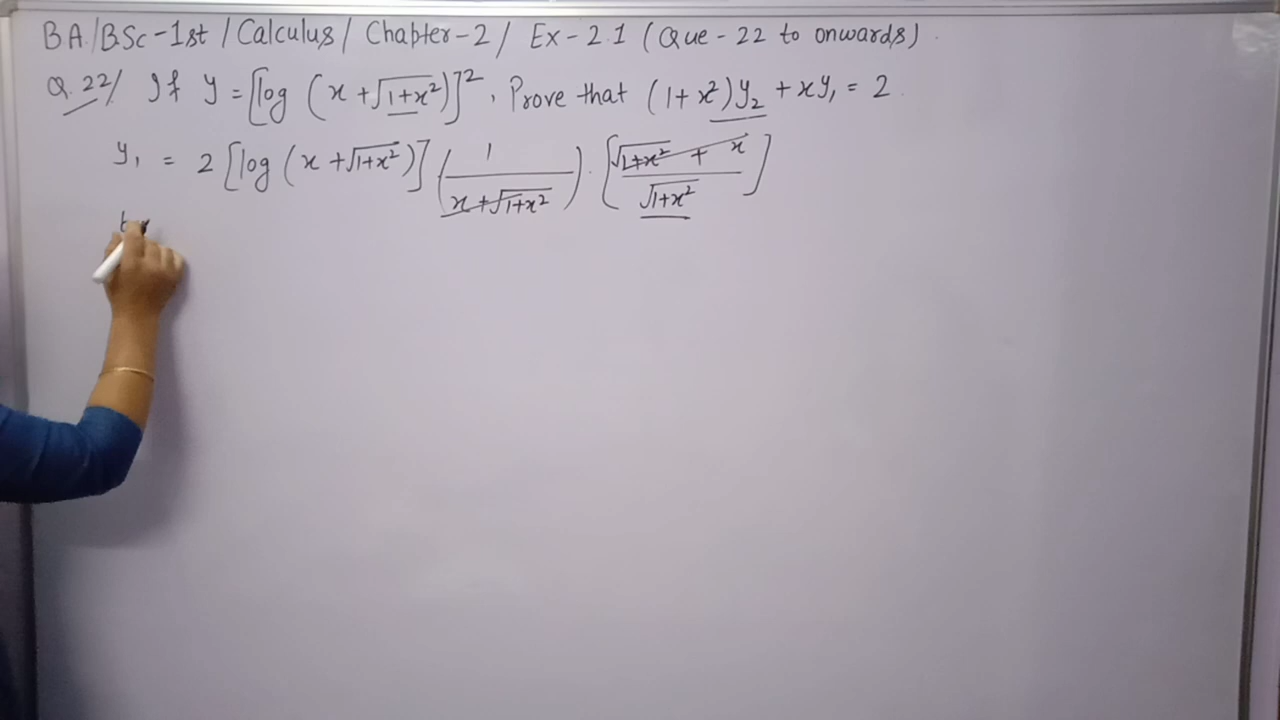 BA/BSc-1st / Calculus / Chapter-2 / Ex-2.1 (Que-22 to onwards).
Q.22/ If y = [log (x + √(1+x²))]², Prove that (1+x²)y₂ + xy₁ = 2.
y₁ = 2 [log (x + √(1+x²))] (1/(x+√(1+x²))) · [(√(1+x²) + x)/√(1+x²)]